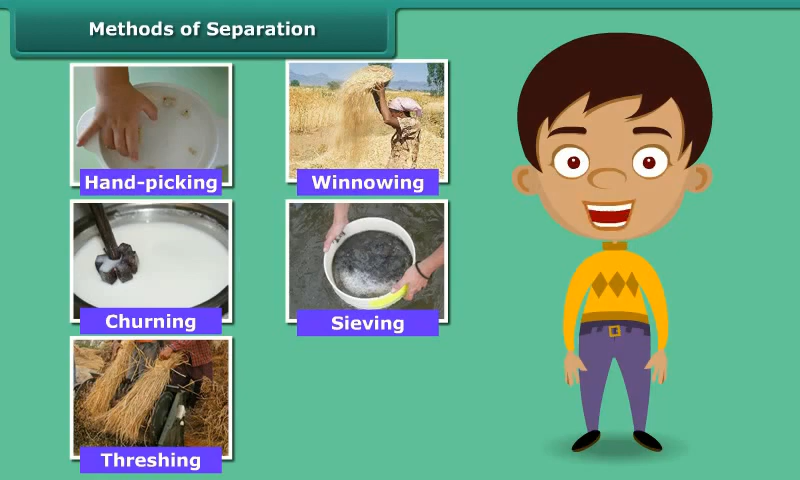 Methods of Separation
Hand-picking
Winnowing
Churning
Sieving
Threshing